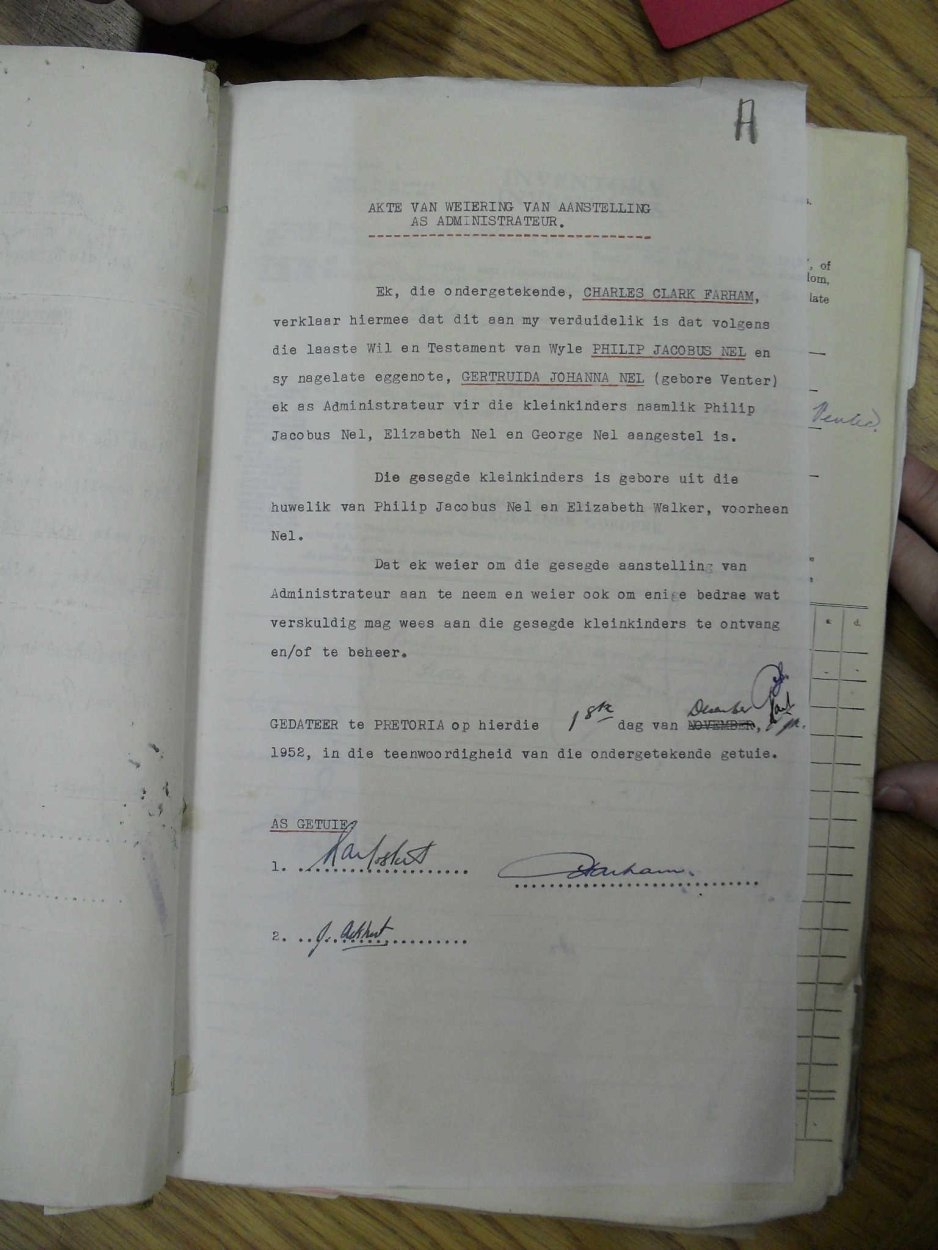 A
AKTE VAN WEIERING VAN AANSTELLING
AS ADMINISTRATEUR.
Ek, die ondergetekende, CHARLES CLARK FARHAM,
verklaar hiermee dat dit aan my verduidelik is dat volgens
die laaste Wil en Testament van Wyle PHILIP JACOBUS NEL en
sy nagelate eggenote, GERTRUIDA JOHANNA NEL (gebore Venter)
ek as Administrateur vir die kleinkinders naamlik Philip
Jacobus Nel, Elizabeth Nel en George Nel aangestel is.
Die gesegde kleinkinders is gebore uit die
huwelik van Philip Jacobus Nel en Elizabeth Walker, voorheen
Nel.
Dat ek weier om die gesegde aanstelling van
Administrateur aan te neem en weier ook om enige bedrae wat
verskuldig mag wees aan die gesegde kleinkinders te ontvang
en/of te beheer.
GEDATEER te PRETORIA op hierdie 1ste dag van December NOVEMBER,
1952, in die teenwoordigheid van die ondergetekende getuie.
AS GETUIE
1. Farham.
2.
, of
dom,
late
Venter.
s. d.